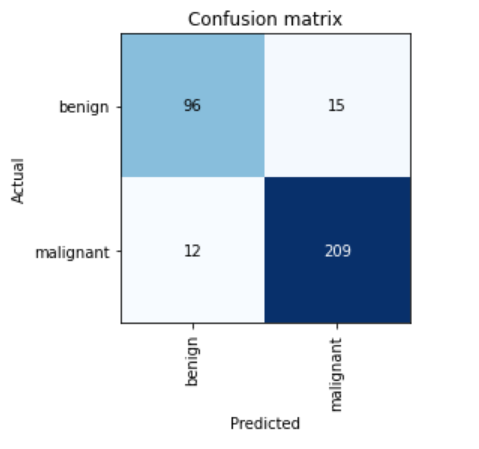 Confusion matrix
benign
96
15
Actual
malignant
12
209
benign
malignant
Predicted